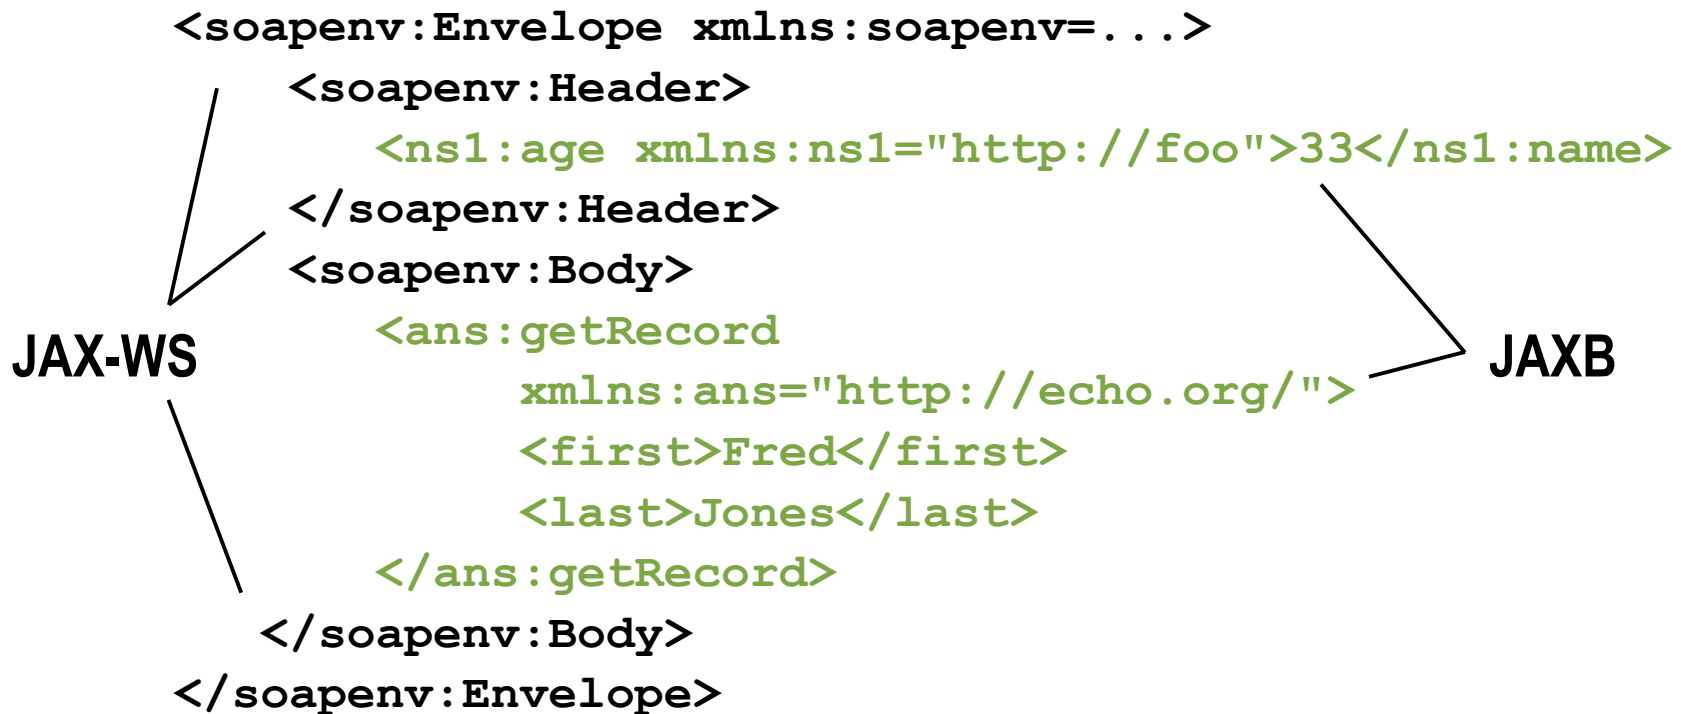 <soapenv:Envelope xmlns:soapenv=...>
<soapenv:Header>
<ns1:age xmlns:ns1="http://foo">33</ns1:name>
</soapenv:Header>
<soapenv:Body>
<ans:getRecord
JAX-WS
JAXB
xmlns:ans="http://echo.org/">
<first>Fred</first>
<last>Jones</last>
</ans:getRecord>
</soapenv:Body>
</soapenv:Envelope>